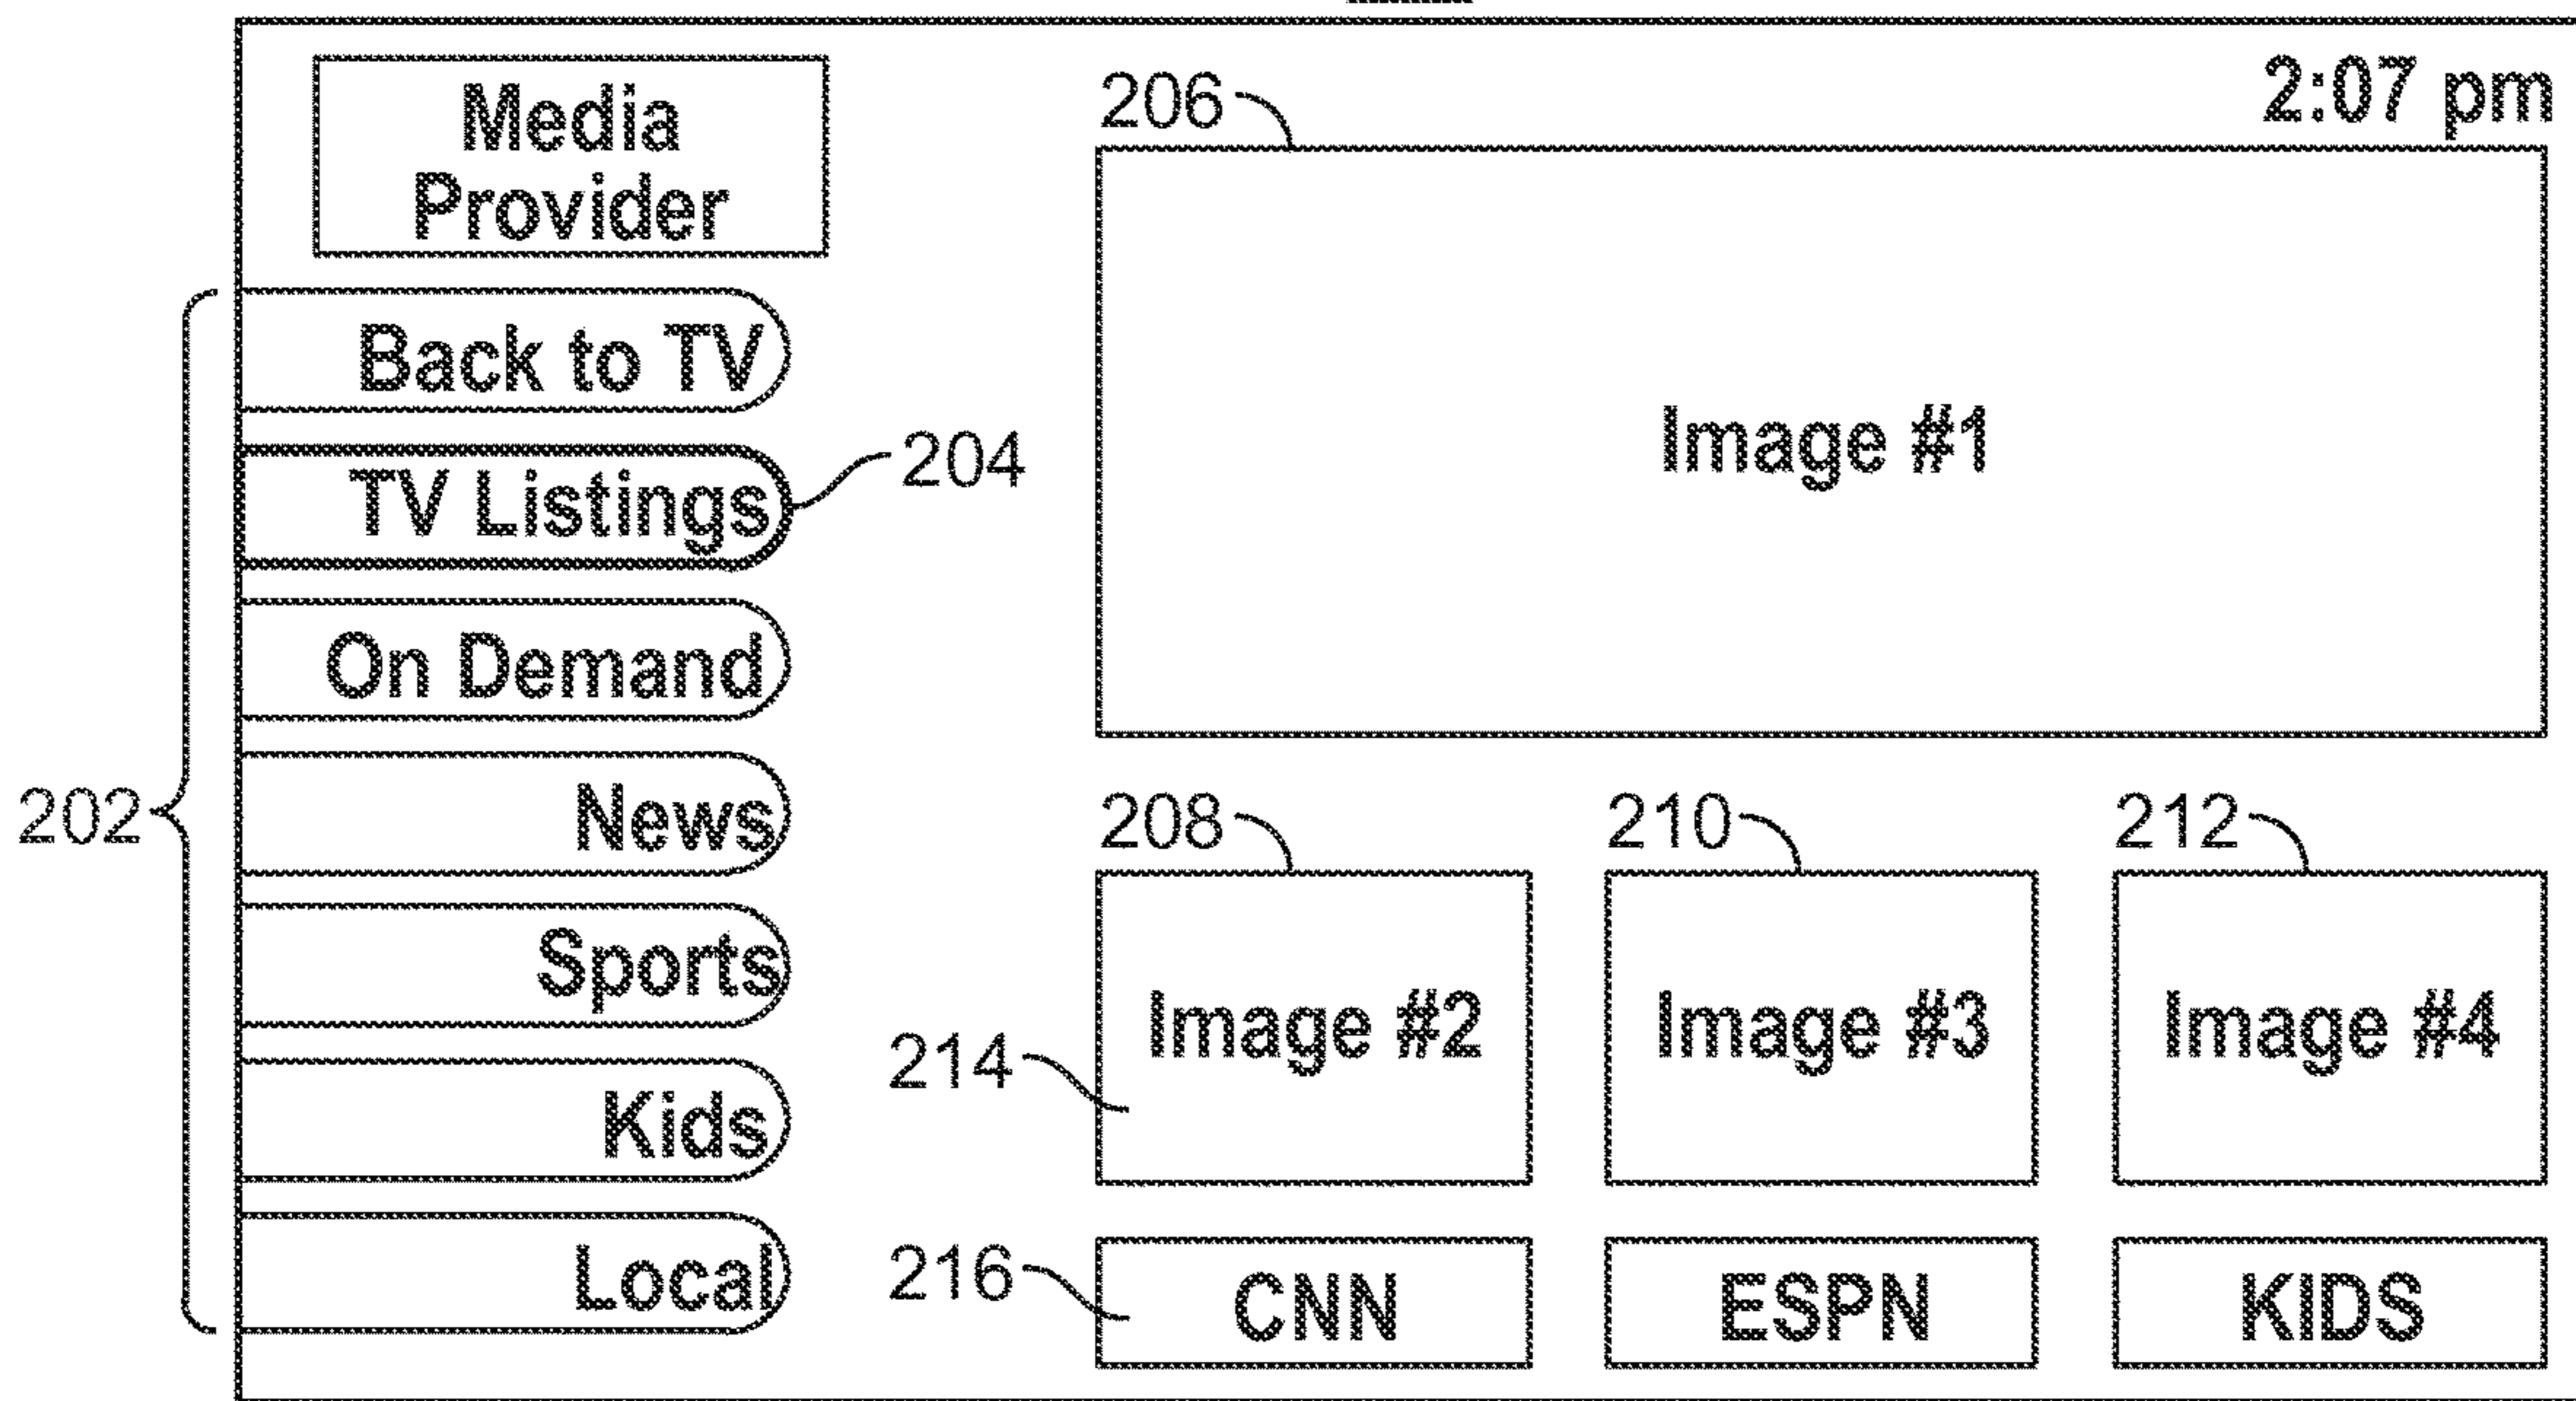 Media
Provider
2:07 pm
206
Image #1
202
Back to TV
TV Listings
204
On Demand
News
Sports
Kids
Local
208
210
212
Image #2
Image #3
Image #4
214
216
CNN
ESPN
KIDS